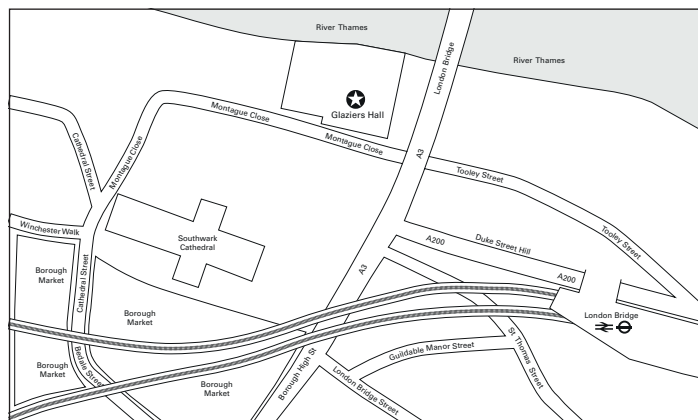 River Thames
River Thames
London Bridge
Glaziers Hall
Montague Close
Montague Close
Montague Close
Cathedral Street
A3
Tooley Street
Tooley Street
Winchester Walk
Southwark
Cathedral
Duke Street Hill
A200
A200
A3
Cathedral Street
Borough
Market
Borough
Market
London Bridge
St Thomas Street
Guildable Manor Street
Borough High St
Bedale Street
Borough
Market
Borough
Market
London Bridge Street